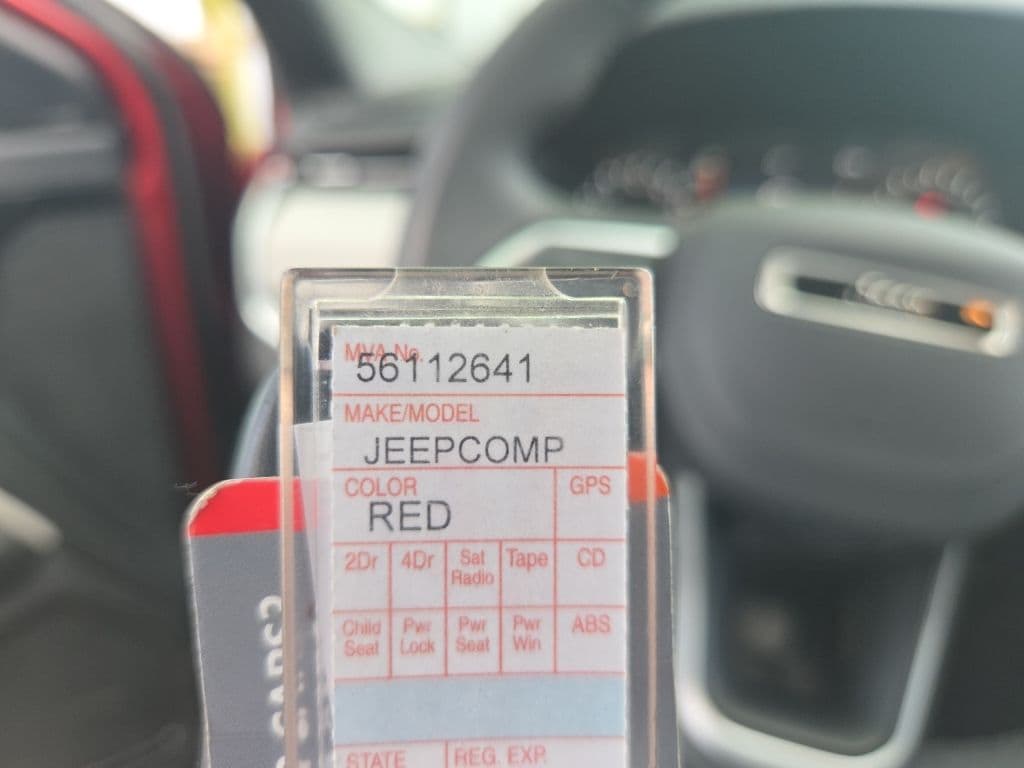 MVA No.
56112641
MAKE/MODEL
JEEPCOMP
COLOR GPS
RED
2Dr 4Dr Sat Radio Tape CD
Child Seat Pwr Lock Pwr Seat Pwr Win ABS
STATE REG. EXP.